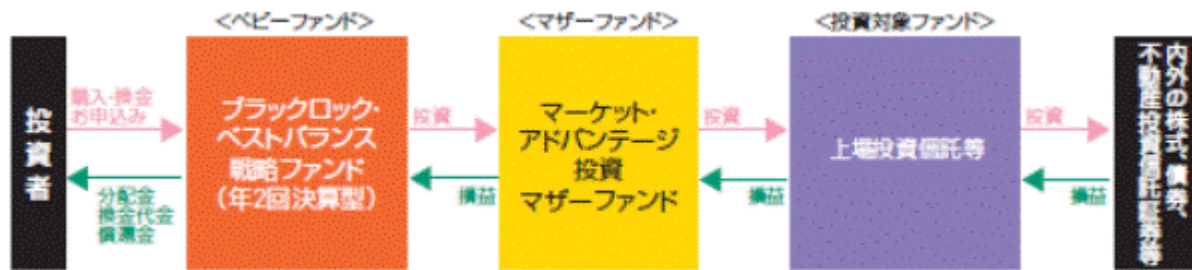 <ベビーファンド>
<マザーファンド>
<投資対象ファンド>
投資者
購入・換金
お申込み
分配金
換金代金
償還金
ブラックロック・
ベストバランス
戦略ファンド
(年2回決算型)
投資
損益
マーケット・
アドバンテージ
投資
マザーファンド
投資
損益
上場投資信託等
投資
損益
内外の株式、債券、
不動産投資信託証券等